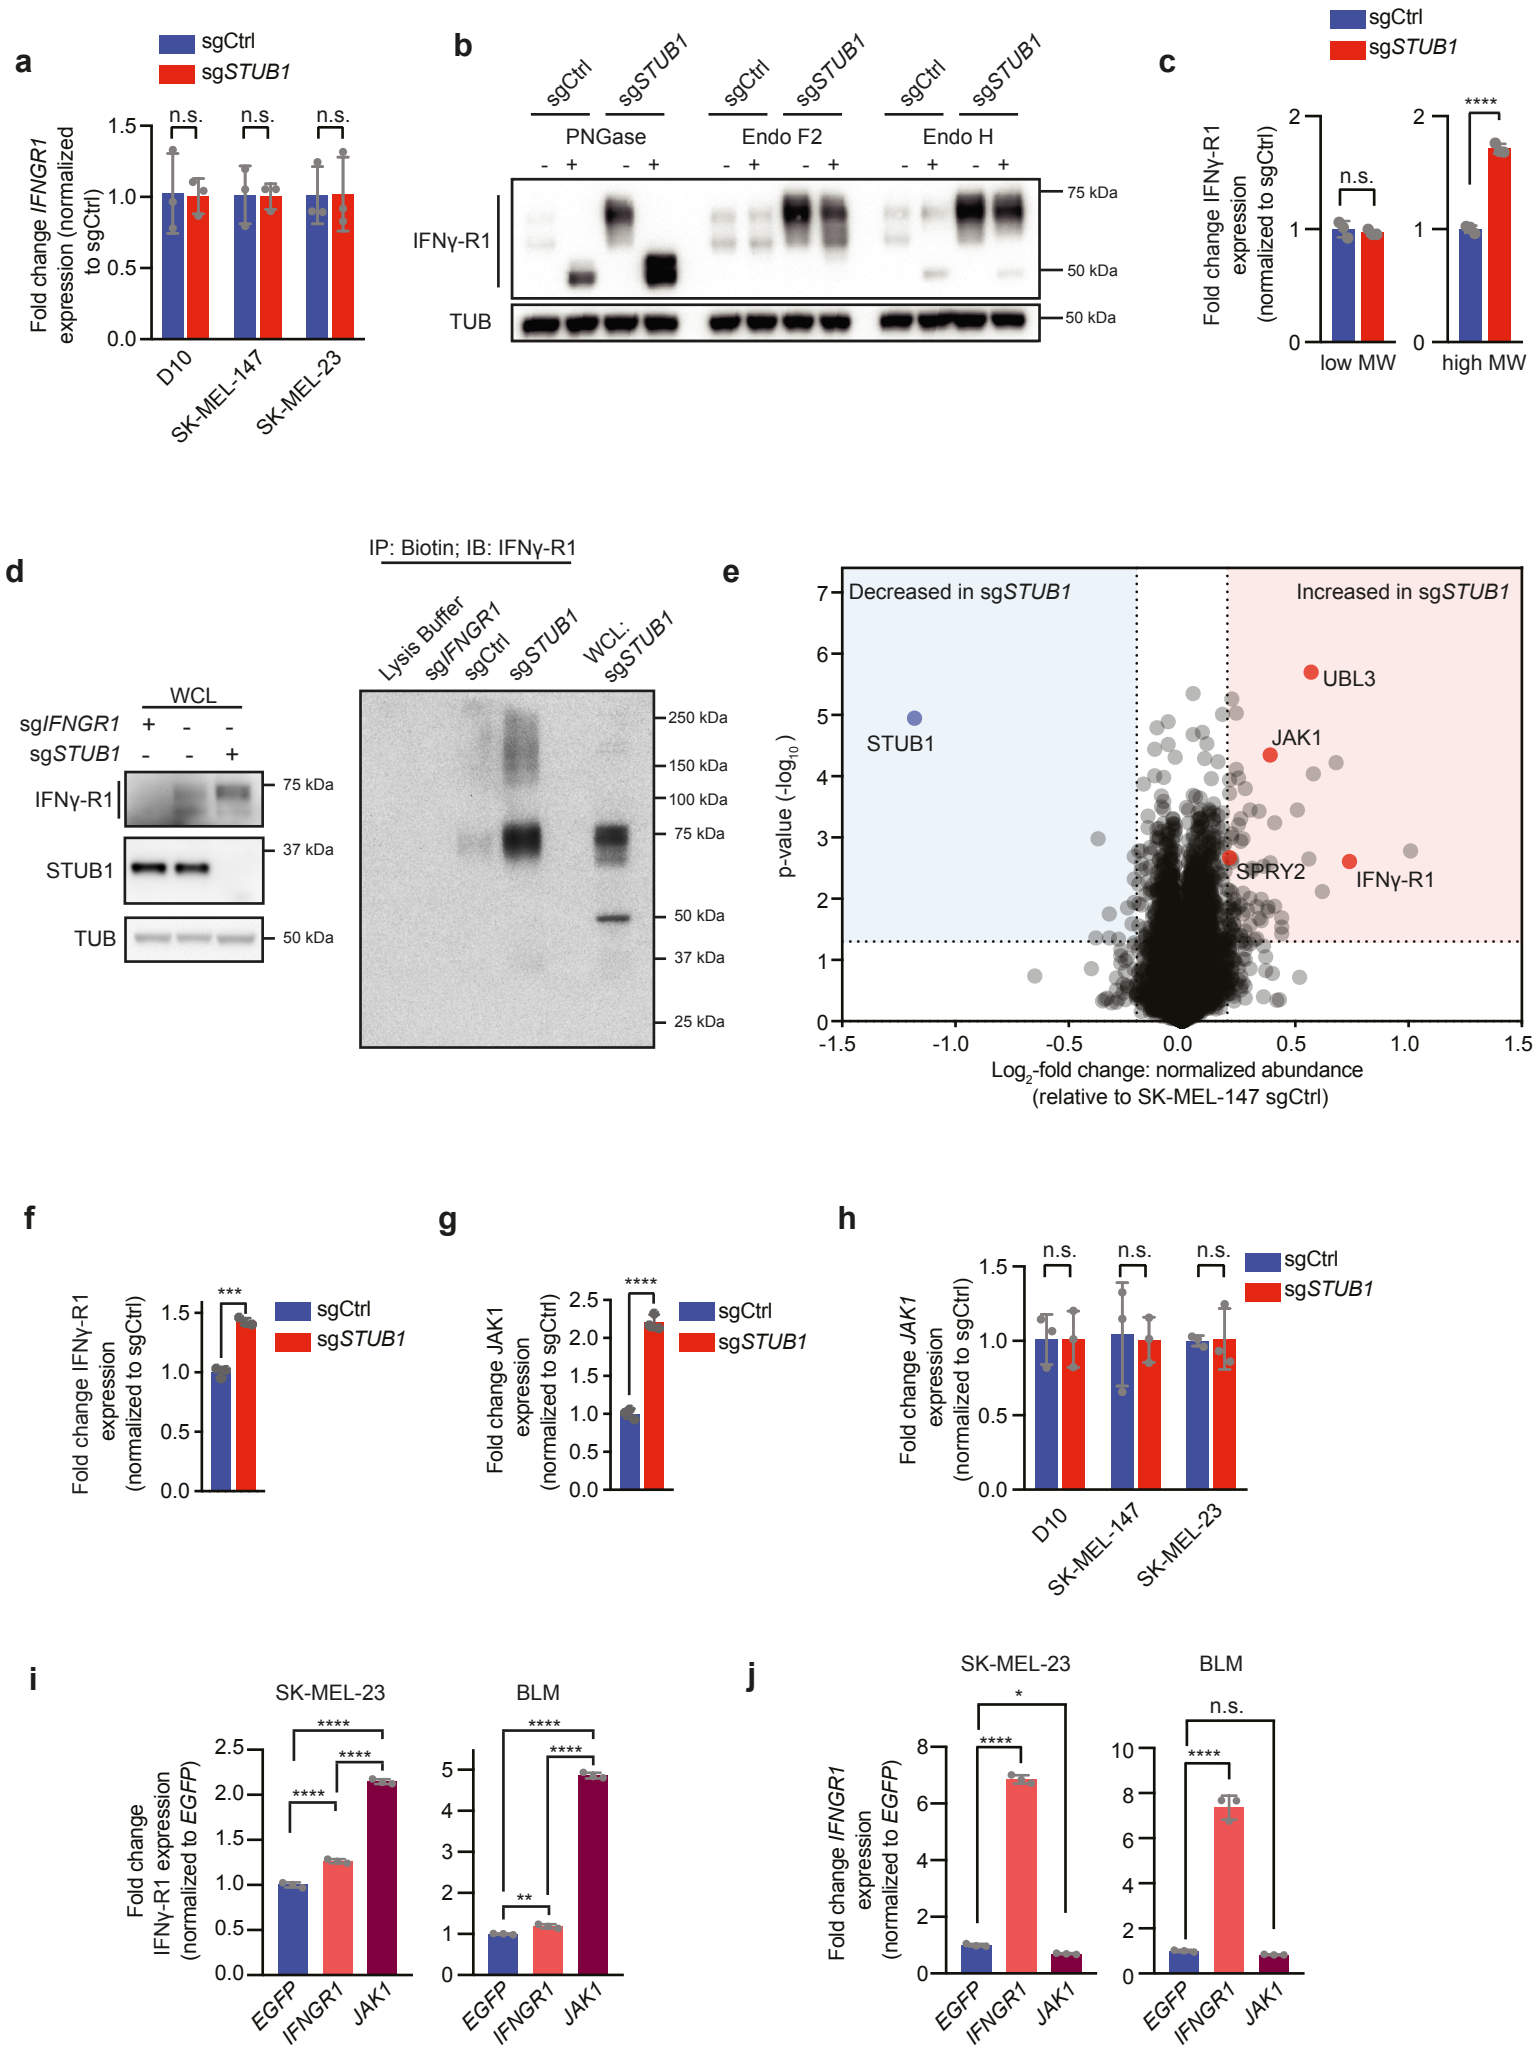 a
sgCtrl
sgSTUB1
Fold change IFNGR1
expression (normalized
to sgCtrl)
n.s.
n.s.
n.s.
1.5
1.0
0.5
0.0
D10
SK-MEL-147
SK-MEL-23
b
sgCtrl
sgSTUB1
sgCtrl
sgSTUB1
sgCtrl
sgSTUB1
PNGase
Endo F2
Endo H
- + - + - + - + - + - +
IFNγ-R1
75 kDa
50 kDa
TUB
50 kDa
c
sgCtrl
sgSTUB1
Fold change IFNγ-R1
expression
(normalized to sgCtrl)
2
1
0
n.s.
low MW
2
1
0
****
high MW
d
WCL
sgIFNGR1 + - -
sgSTUB1 - - +
IFNγ-R1
75 kDa
STUB1
37 kDa
TUB
50 kDa
IP: Biotin; IB: IFNγ-R1
Lysis Buffer
sgIFNGR1
sgCtrl
sgSTUB1
WCL:
sgSTUB1
250 kDa
150 kDa
100 kDa
75 kDa
50 kDa
37 kDa
25 kDa
e
Decreased in sgSTUB1
Increased in sgSTUB1
p-value (-log10 )
7
6
5
4
3
2
1
0
STUB1
UBL3
JAK1
SPRY2
IFNγ-R1
-1.5
-1.0
-0.5
0.0
0.5
1.0
1.5
Log2-fold change: normalized abundance
(relative to SK-MEL-147 sgCtrl)
f
Fold change IFNγ-R1
expression
(normalized to sgCtrl)
1.5
1.0
0.5
0.0
***
sgCtrl
sgSTUB1
g
Fold change JAK1
expression
(normalized to sgCtrl)
2.5
2.0
1.5
1.0
0.5
0.0
****
sgCtrl
sgSTUB1
h
Fold change JAK1
expression
(normalized to sgCtrl)
1.5
1.0
0.5
0.0
n.s.
n.s.
n.s.
sgCtrl
sgSTUB1
D10
SK-MEL-147
SK-MEL-23
i
Fold change
IFNγ-R1 expression
(normalized to EGFP)
SK-MEL-23
2.5
2.0
1.5
1.0
0.5
0.0
****
****
****
EGFP
IFNGR1
JAK1
BLM
5
4
3
2
1
0
****
****
**
EGFP
IFNGR1
JAK1
j
Fold change IFNGR1
expression
(normalized to EGFP)
SK-MEL-23
8
6
4
2
0
*
****
EGFP
IFNGR1
JAK1
BLM
10
8
6
4
2
0
n.s.
****
EGFP
IFNGR1
JAK1